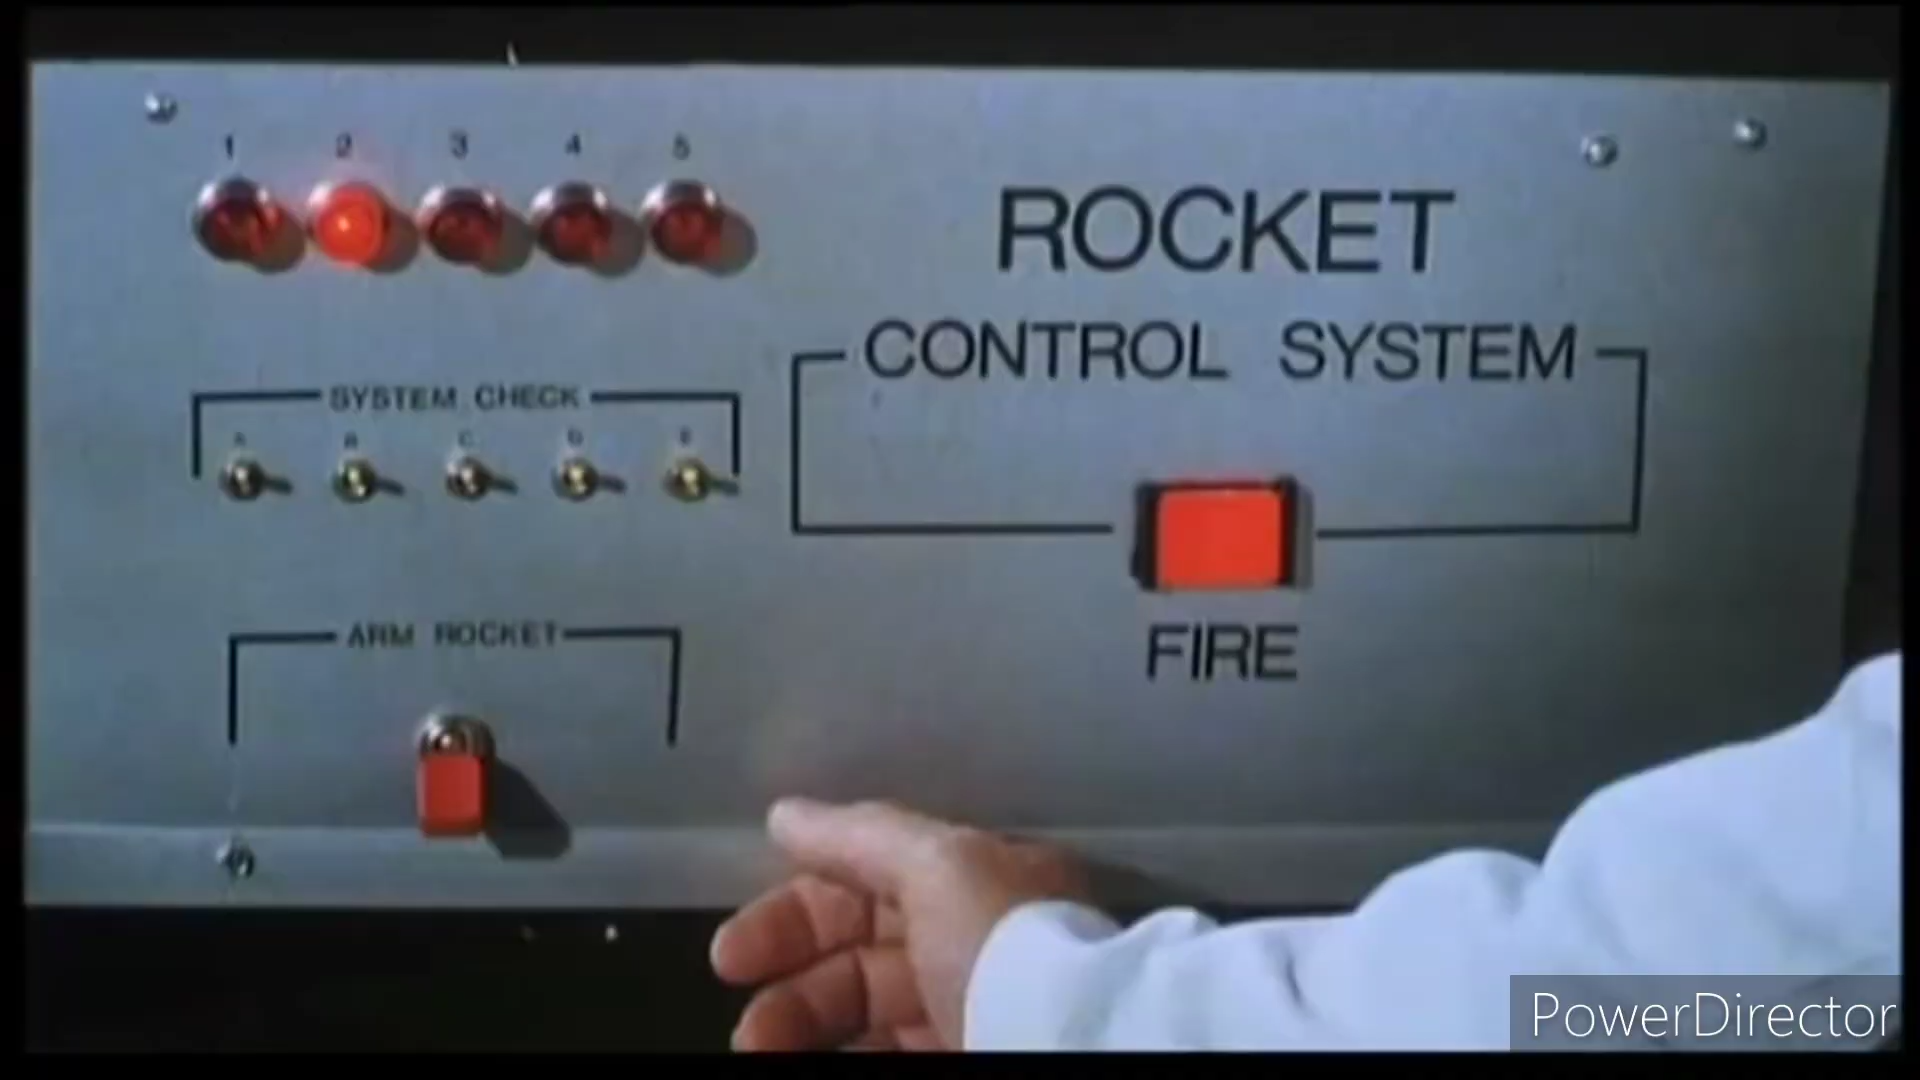 1 2 3 4 5
ROCKET
CONTROL SYSTEM
SYSTEM CHECK
A B C D E
ARM ROCKET
FIRE
PowerDirector